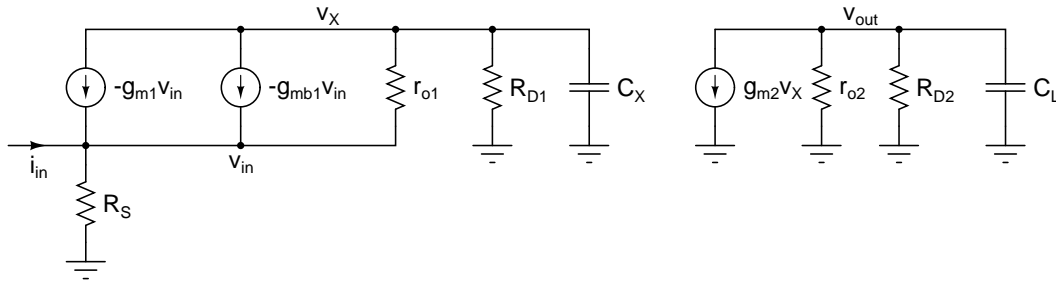 v_X
v_out
-g_m1v_in
-g_mb1v_in
r_o1
R_D1
C_X
g_m2v_X
r_o2
R_D2
C_L
i_in
v_in
R_S